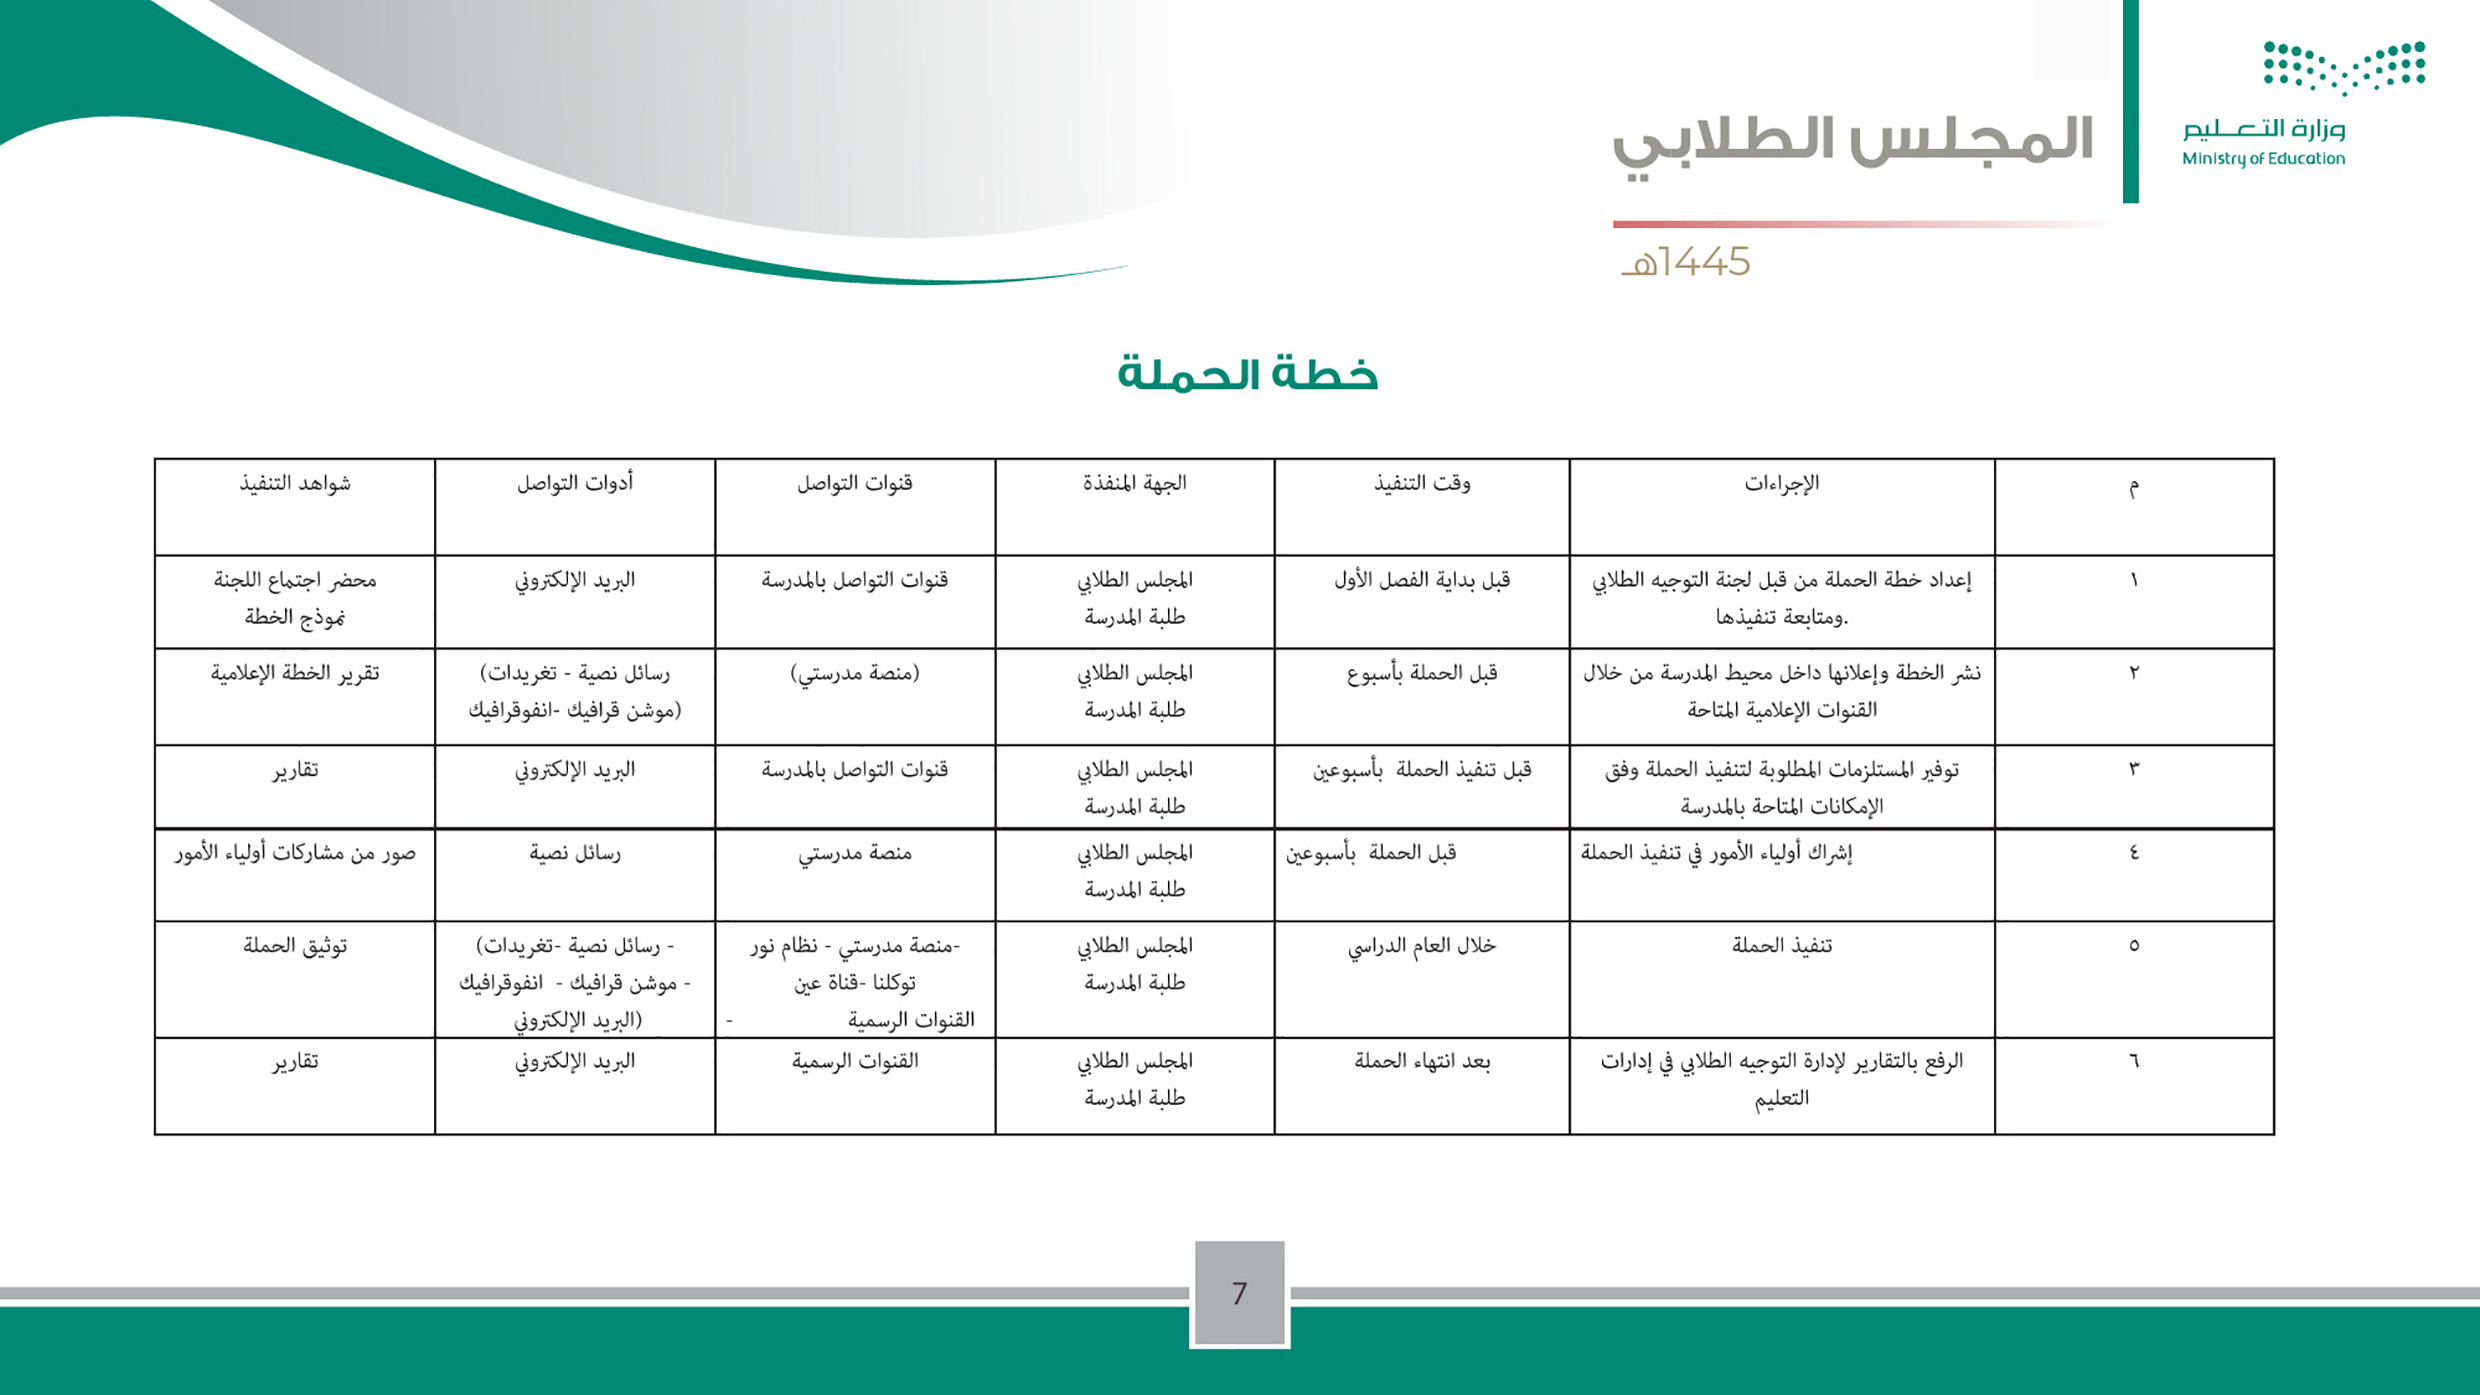 وزارة التعليم
Ministry of Education
المجلس الطلابي
1445هـ
خطة الحملة
م
الإجراءات
وقت التنفيذ
الجهة المنفذة
قنوات التواصل
أدوات التواصل
شواهد التنفيذ
١
إعداد خطة الحملة من قبل لجنة التوجيه الطلابي
ومتابعة تنفيذها.
قبل بداية الفصل الأول
المجلس الطلابي
طلبة المدرسة
قنوات التواصل بالمدرسة
البريد الإلكتروني
محضر اجتماع اللجنة
نموذج الخطة
٢
نشر الخطة وإعلانها داخل محيط المدرسة من خلال
القنوات الإعلامية المتاحة
قبل الحملة بأسبوع
المجلس الطلابي
طلبة المدرسة
(منصة مدرستي)
رسائل نصية - تغريدات)
(موشن قرافيك -انفوقرافيك
تقرير الخطة الإعلامية
٣
توفير المستلزمات المطلوبة لتنفيذ الحملة وفق
الإمكانات المتاحة بالمدرسة
قبل تنفيذ الحملة بأسبوعين
المجلس الطلابي
طلبة المدرسة
قنوات التواصل بالمدرسة
البريد الإلكتروني
تقارير
٤
إشراك أولياء الأمور في تنفيذ الحملة
قبل الحملة بأسبوعين
المجلس الطلابي
طلبة المدرسة
منصة مدرستي
رسائل نصية
صور من مشاركات أولياء الأمور
٥
تنفيذ الحملة
خلال العام الدراسي
المجلس الطلابي
طلبة المدرسة
-منصة مدرستي - نظام نور
توكلنا -قناة عين
القنوات الرسمية -
- رسائل نصية -تغريدات)
- موشن قرافيك - انفوقرافيك -
(البريد الإلكتروني
توثيق الحملة
٦
الرفع بالتقارير لإدارة التوجيه الطلابي في إدارات
التعليم
بعد انتهاء الحملة
المجلس الطلابي
طلبة المدرسة
القنوات الرسمية
البريد الإلكتروني
تقارير
7